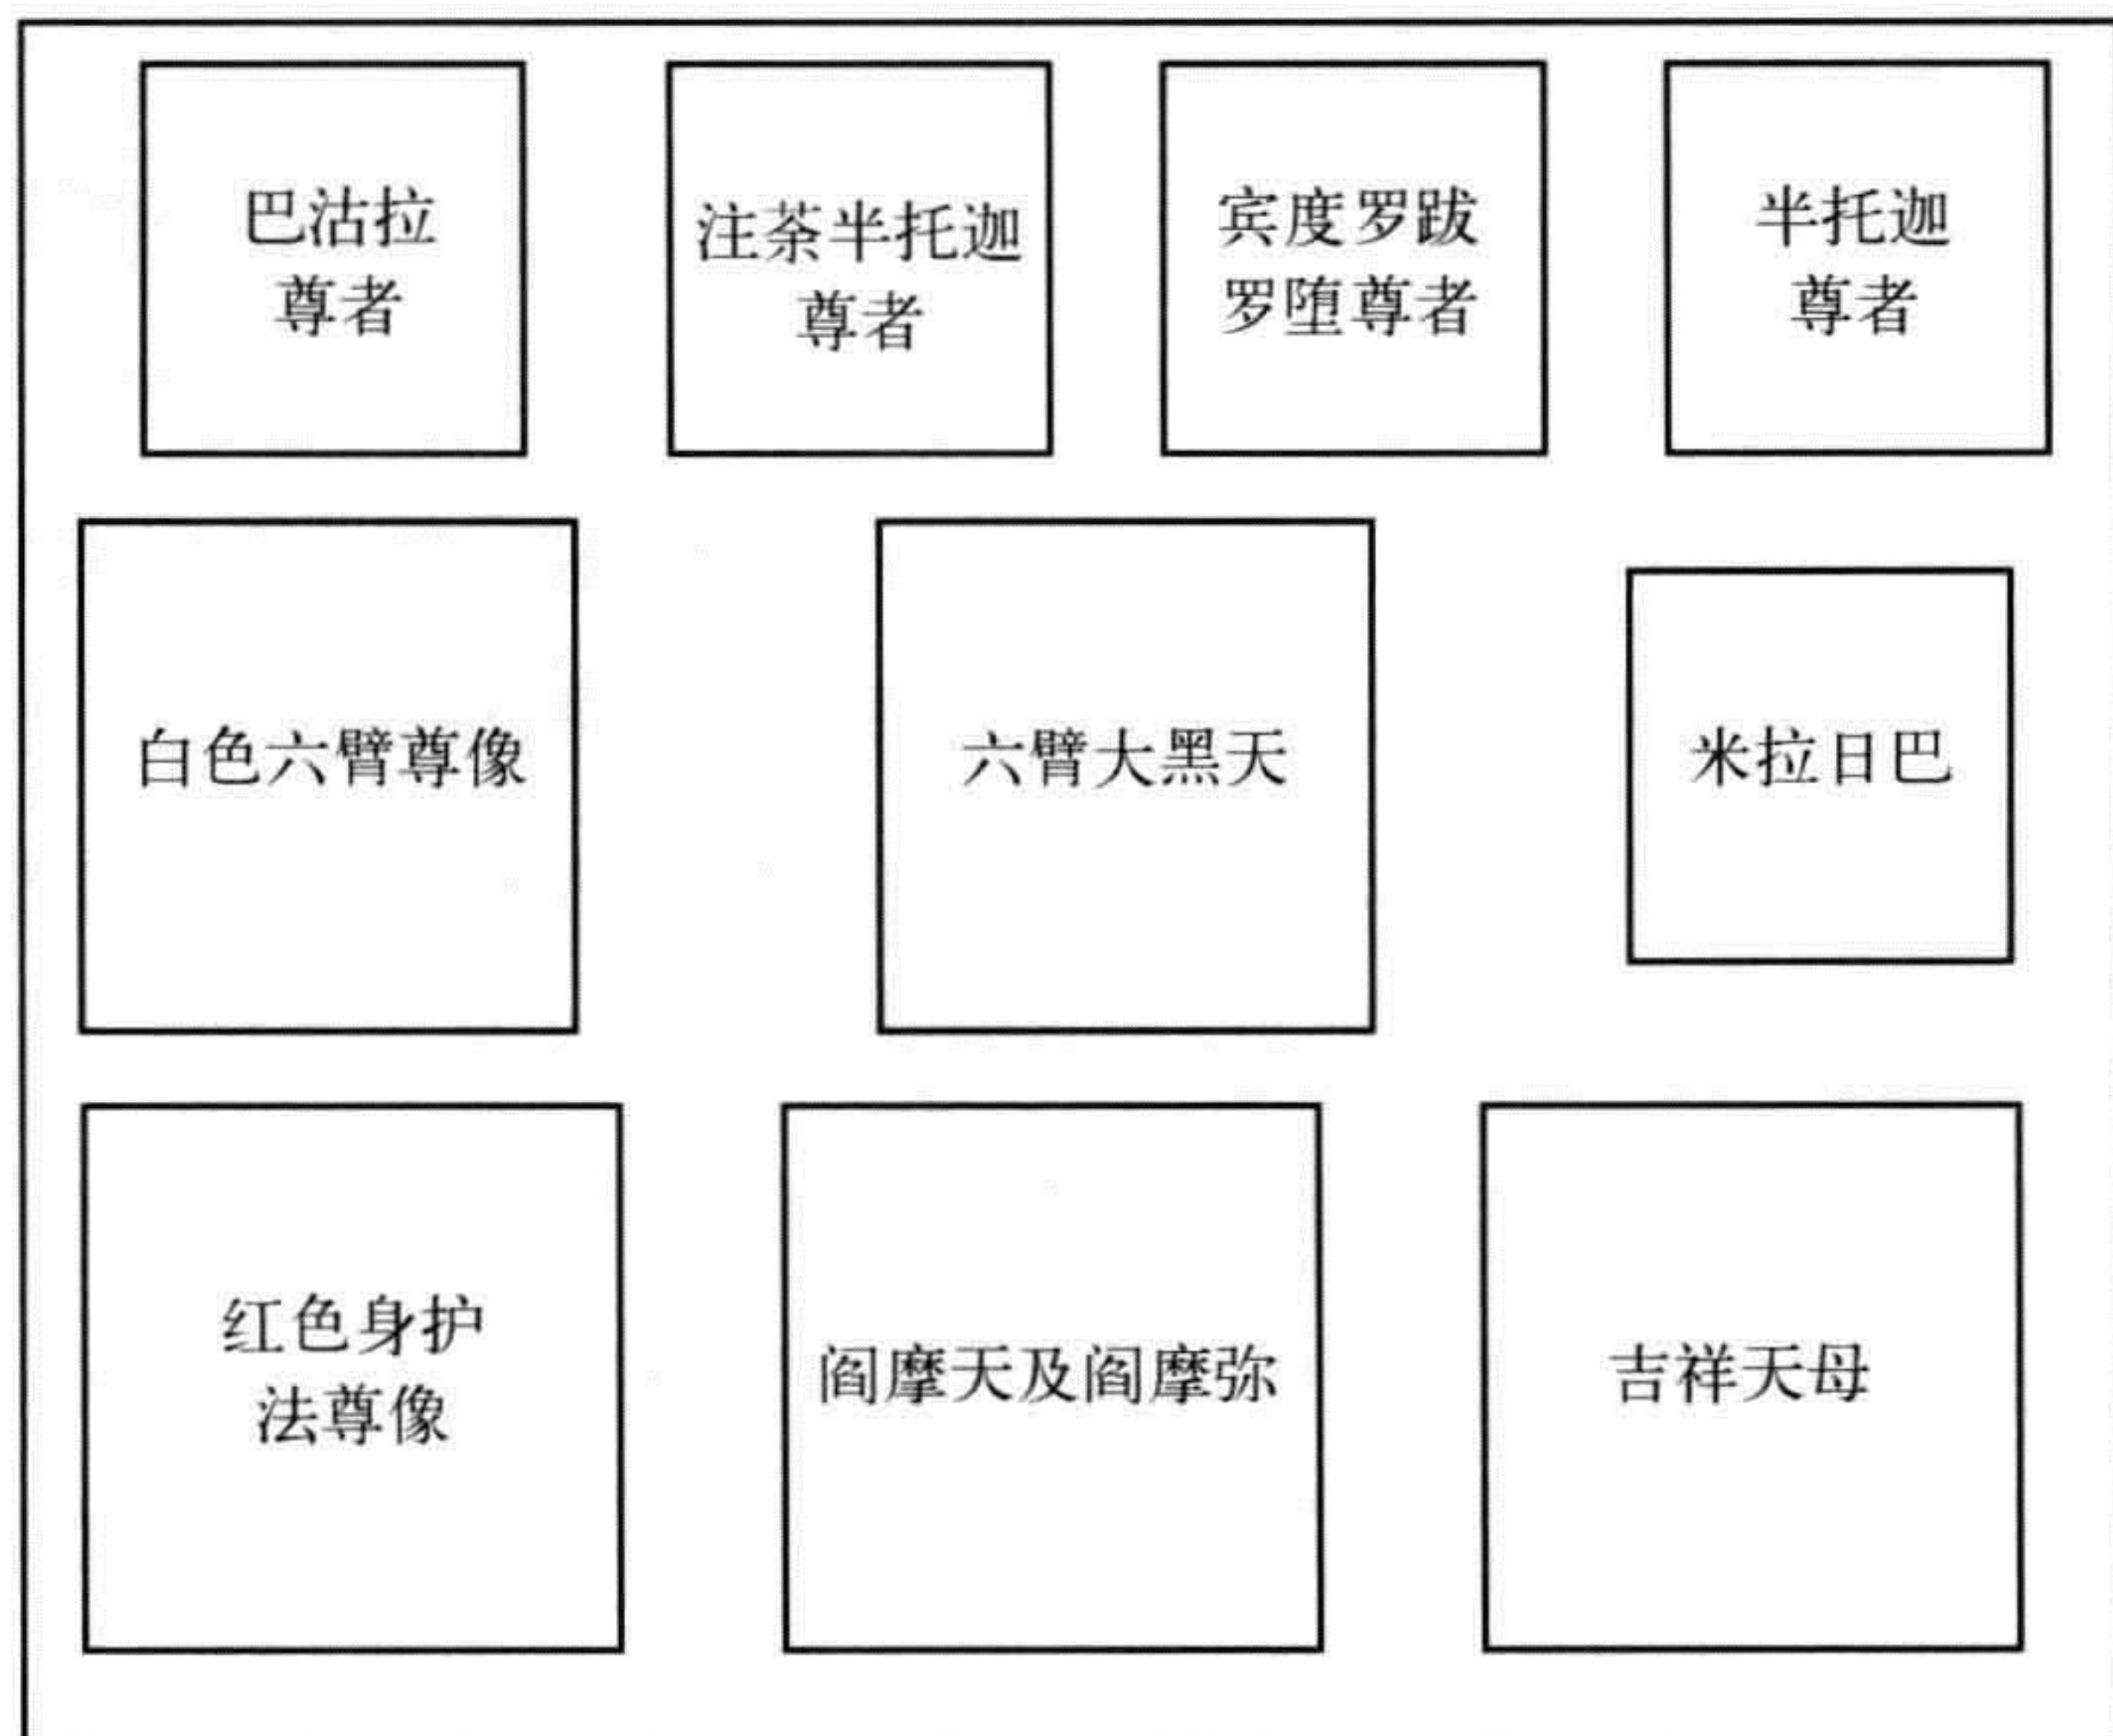 巴沽拉
尊者
注荼半托迦
尊者
宾度罗跋
罗堕尊者
半托迦
尊者
白色六臂尊像
六臂大黑天
米拉日巴
红色身护
法尊像
阎摩天及阎摩弥
吉祥天母